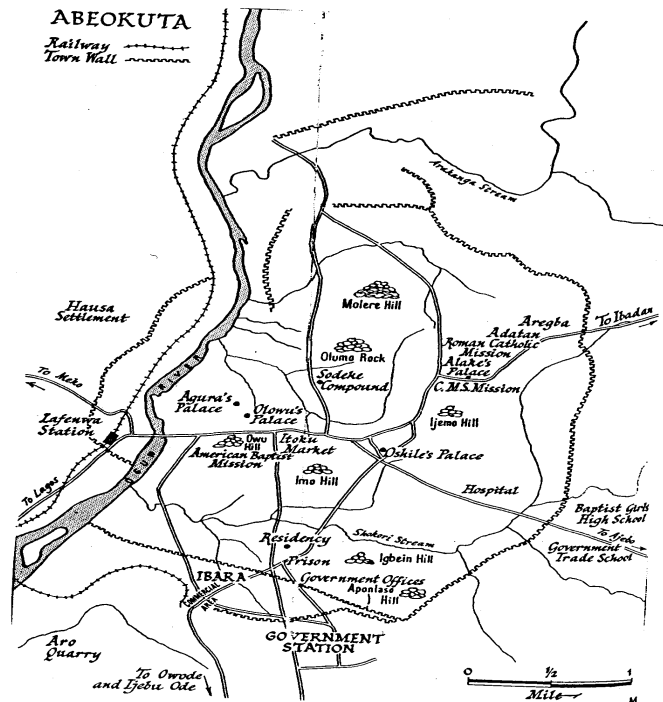 ABEOKUTA
Railway
Town Wall
Arakanga Stream
Molere Hill
Hausa
Settlement
Olumo Rock
Aregba
To Ibadan
Adatan
Roman Catholic
Mission
Alake's
Palace
Sodeke
Compound
To Meko
C.M.S. Mission
Agura's
Palace
Olowu's
Palace
Ijemo Hill
Lafenwa
Station
Owu
Hill
Itoku
Market
American Baptist
Mission
Oshile's Palace
Imo Hill
OGUN
RIVER
To Lagos
Hospital
Baptist Girls
High School
To Ajebo
Government
Trade School
Shokori Stream
Residency
Igbein Hill
Prison
IBARA
Government Offices
Aponlase
Hill
COMMERCIAL
AREA
GOVERNMENT
STATION
Aro
Quarry
To Owode
and Ijebu Ode
0 ½ 1
Mile